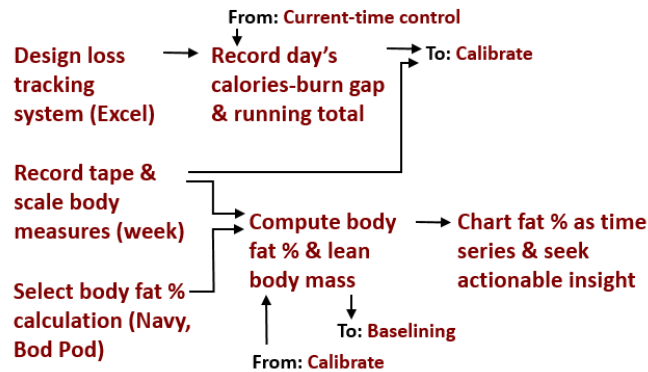 From: Current-time control
Design loss
tracking
system (Excel)
Record day's
calories-burn gap
& running total
To: Calibrate
Record tape &
scale body
measures (week)
Compute body
fat % & lean
body mass
Chart fat % as time
series & seek
actionable insight
Select body fat %
calculation (Navy,
Bod Pod)
To: Baselining
From: Calibrate